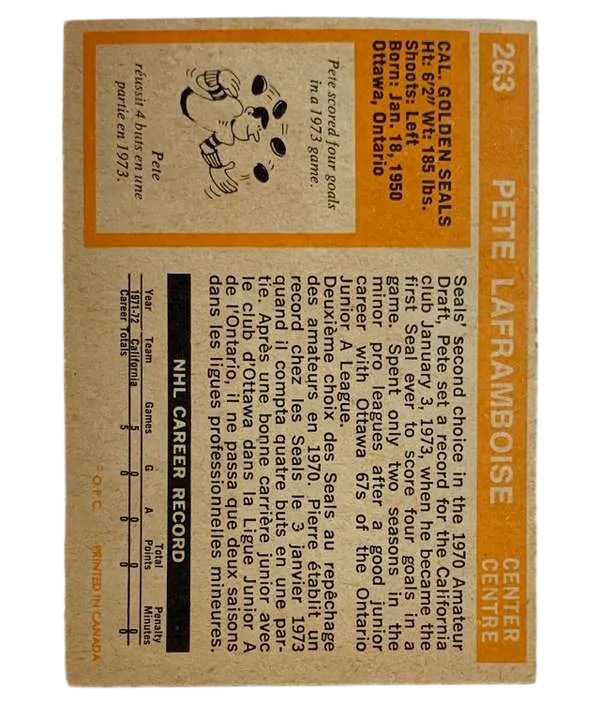 263 PETE LAFRAMBOISE CENTER
CENTRE
CAL. GOLDEN SEALS
Ht: 6'2" Wt: 185 lbs.
Shoots: Left
Born: Jan. 18, 1950
Ottawa, Ontario
Pete scored four goals
in a 1973 game.
Pete
réussit 4 buts en une
partie en 1973.
Seals' second choice in the 1970 Amateur
Draft, Pete set a record for the California
club January 3, 1973, when he became the
first Seal ever to score four goals in a
game. Spent only two seasons in the
minor pro leagues after a good junior
career with Ottawa 67s of the Ontario
Junior A League.
Deuxième choix des Seals au repêchage
des amateurs en 1970. Pierre établit un
record chez les Seals le 3 janvier 1973
quand il compta quatre buts en une par-
tie. Après une bonne carrière junior avec
le club d'Ottawa dans la Ligue Junior A
de l'Ontario, il ne passa que deux saisons
dans les ligues professionnelles mineures.
NHL CAREER RECORD
Year Team Games G A Total Points Penalty Minutes
1971-72 California 5 0 0 0 0
Career Totals 5 0 0 0 0
© O.P.C. PRINTED IN CANADA